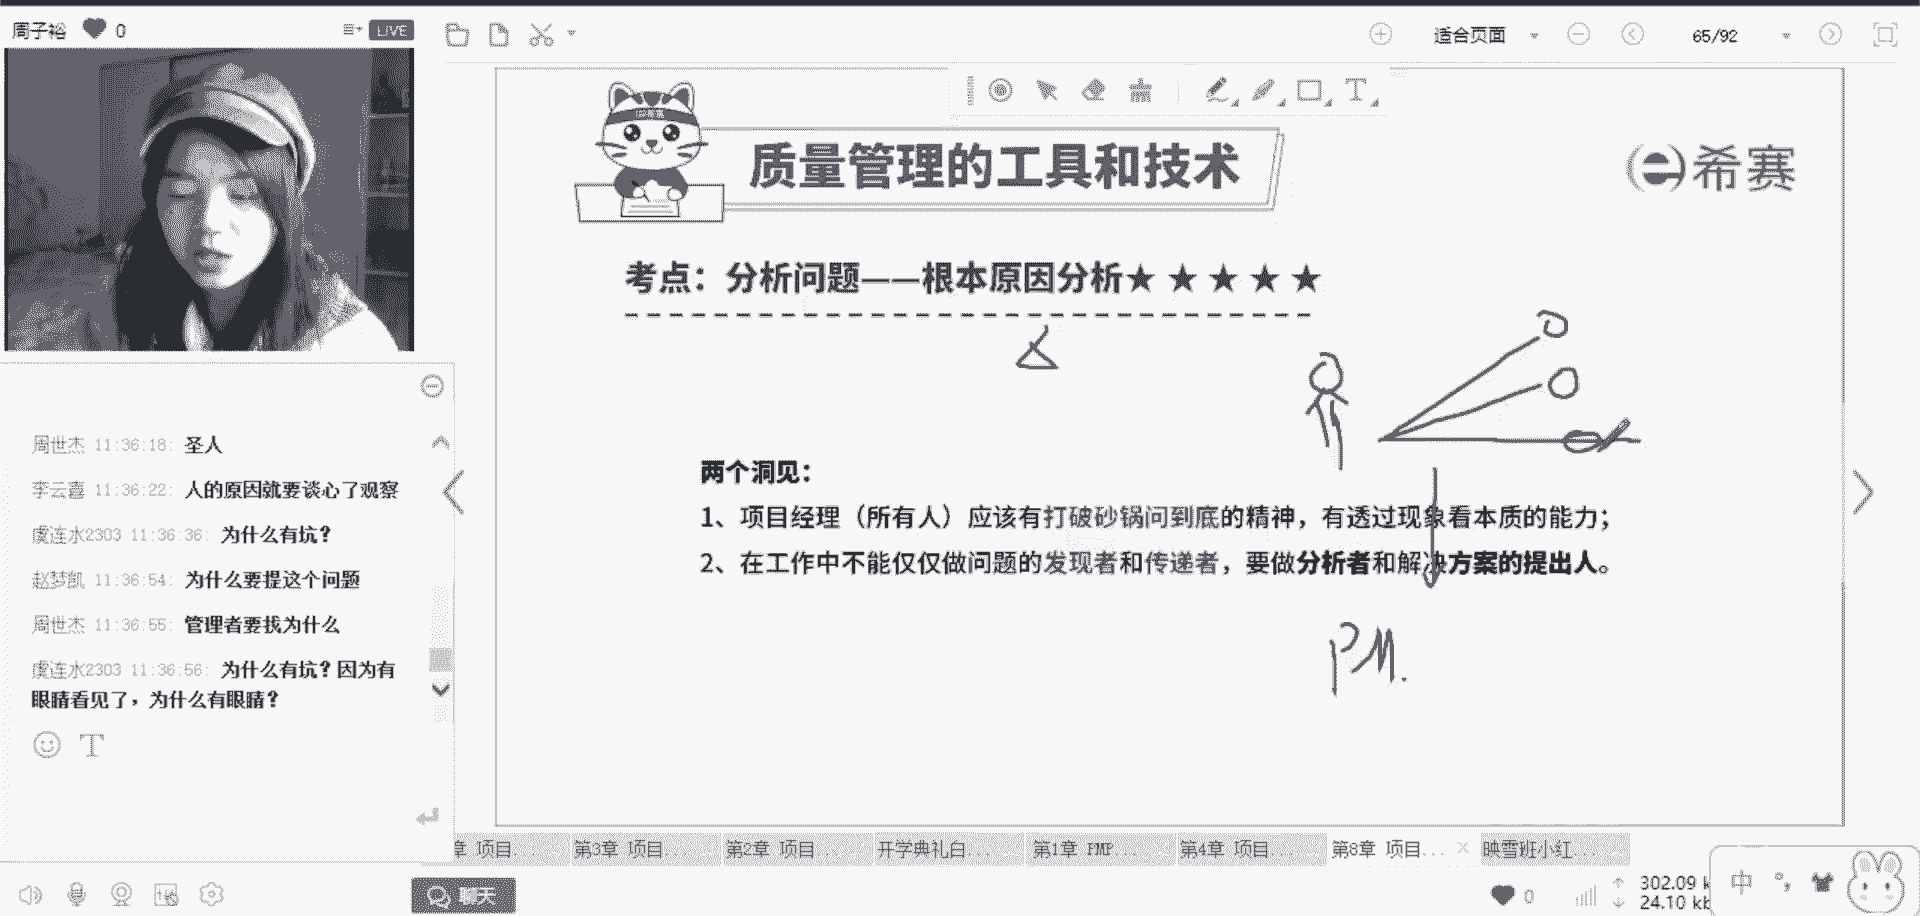 周子裕 0
LIVE
适合页面
65/92
质量管理的工具和技术
希赛
考点：分析问题——根本原因分析★★★★★
两个洞见：
1、项目经理（所有人）应该有打破砂锅问到底的精神，有透过现象看本质的能力；
2、在工作中不能仅仅做问题的发现者和传递者，要做分析者和解决方案的提出人。
PM.
周世杰 11:36:18: 圣人
李云喜 11:36:22: 人的原因就要谈心了观察
虞连水2303 11:36:36: 为什么有坑？
赵梦凯 11:36:54: 为什么要提这个问题
周世杰 11:36:55: 管理者要找为什么
虞连水2303 11:36:56: 为什么有坑？因为有
眼睛看见了，为什么有眼睛？
章 项目... 第3章 项目... 第2章 项目... 开学典礼白... 第1章 PMP... 第4章 项目... 第8章 项目... 映雪班小红...
聊天
0
302.09 k
24.10 kb
中